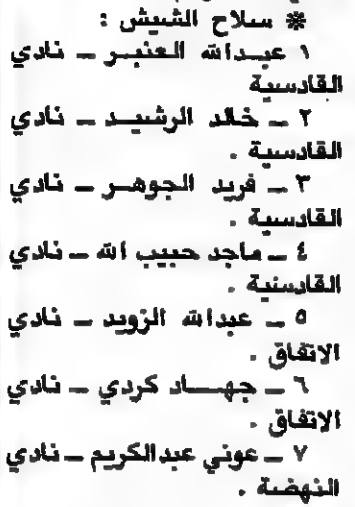 ※ سلاح الشيش :
١ عبدالله العنبر ـ نادي
القادسية
٢ ـ خالد الرشيد ـ نادي
القادسية .
٣ ـ فريد الجوهر ـ نادي
القادسية .
٤ ـ ماجد حبيب الله ـ نادي
القادسية .
٥ ـ عبدالله الزويد ـ نادي
الاتفاق .
٦ ـ جهاد كردي ـ نادي
الاتفاق .
٧ ـ عوني عبدالكريم ـ نادي
النهضة .